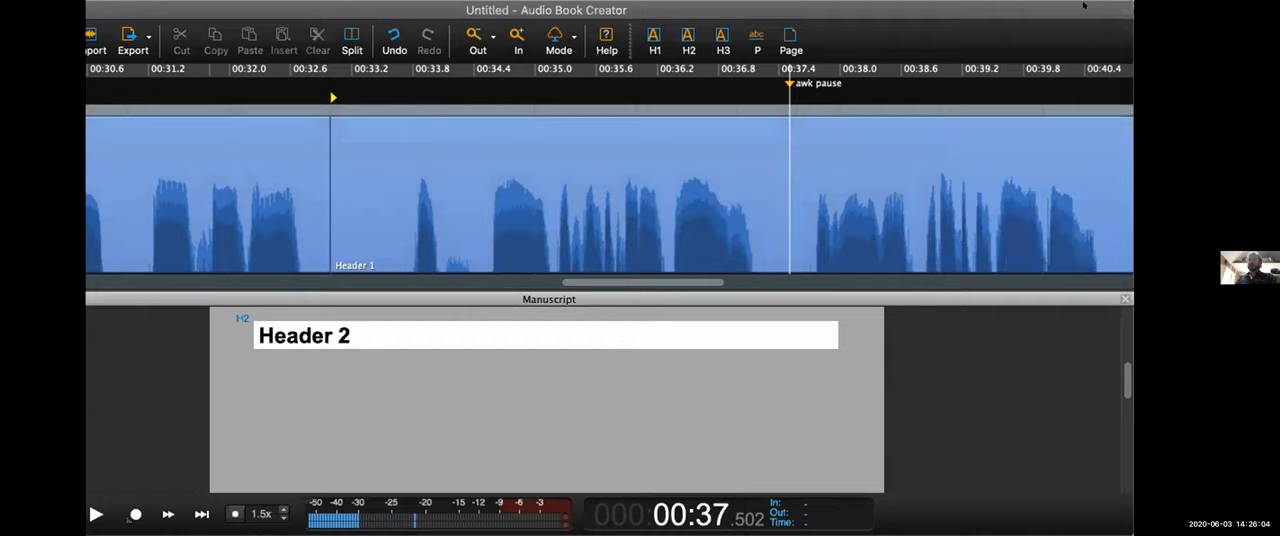 Untitled - Audio Book Creator
port Export Cut Copy Paste Insert Clear Split Undo Redo Out In Mode Help H1 H2 H3 P Page
00:30.6 00:31.2 00:32.0 00:32.6 00:33.2 00:33.8 00:34.4 00:35.0 00:35.6 00:36.2 00:36.8 00:37.4 00:38.0 00:38.6 00:39.2 00:39.8 00:40.4
awk pause
Header 1
Manuscript
H2
Header 2
1.5x
-50 -40 -30 -25 -20 -15 -12 -9 -6 -3
000:00:37.502
In: -
Out: -
Time: -
2020-06-03 14:26:04